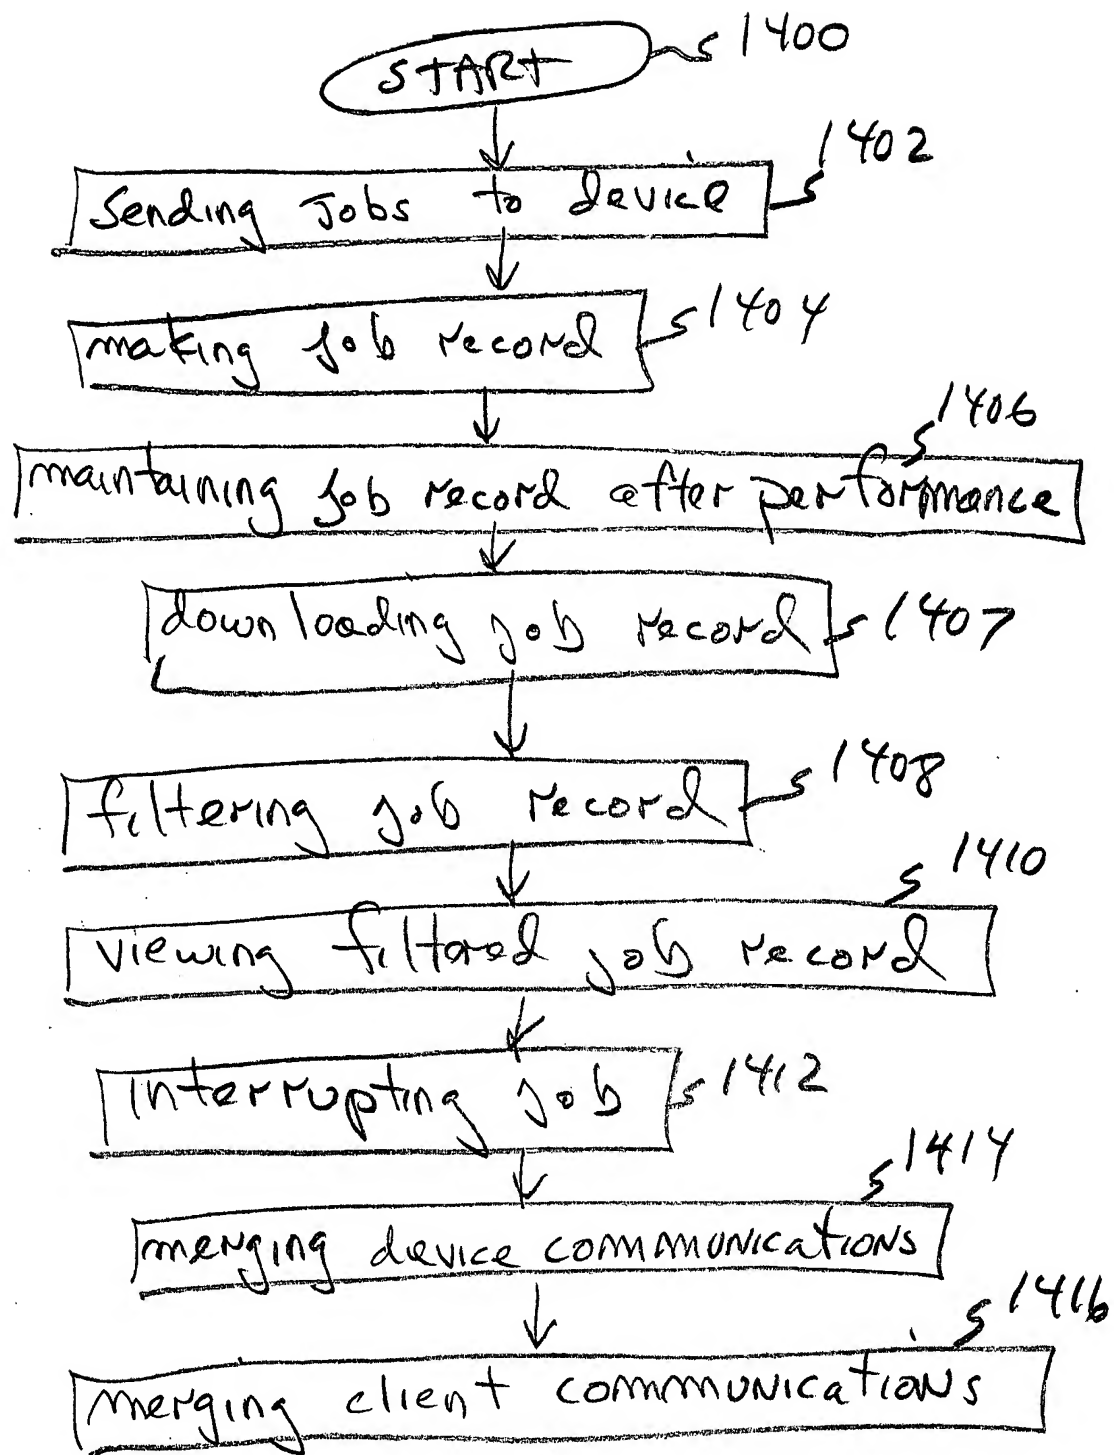 START 1400
1402
Sending Jobs to device
making job record 1404
1406
maintaining job record after performance
downloading job record 1407
filtering job record 1408
1410
viewing filtered job record
Interrupting job 1412
1414
merging device communications
1416
merging client communications